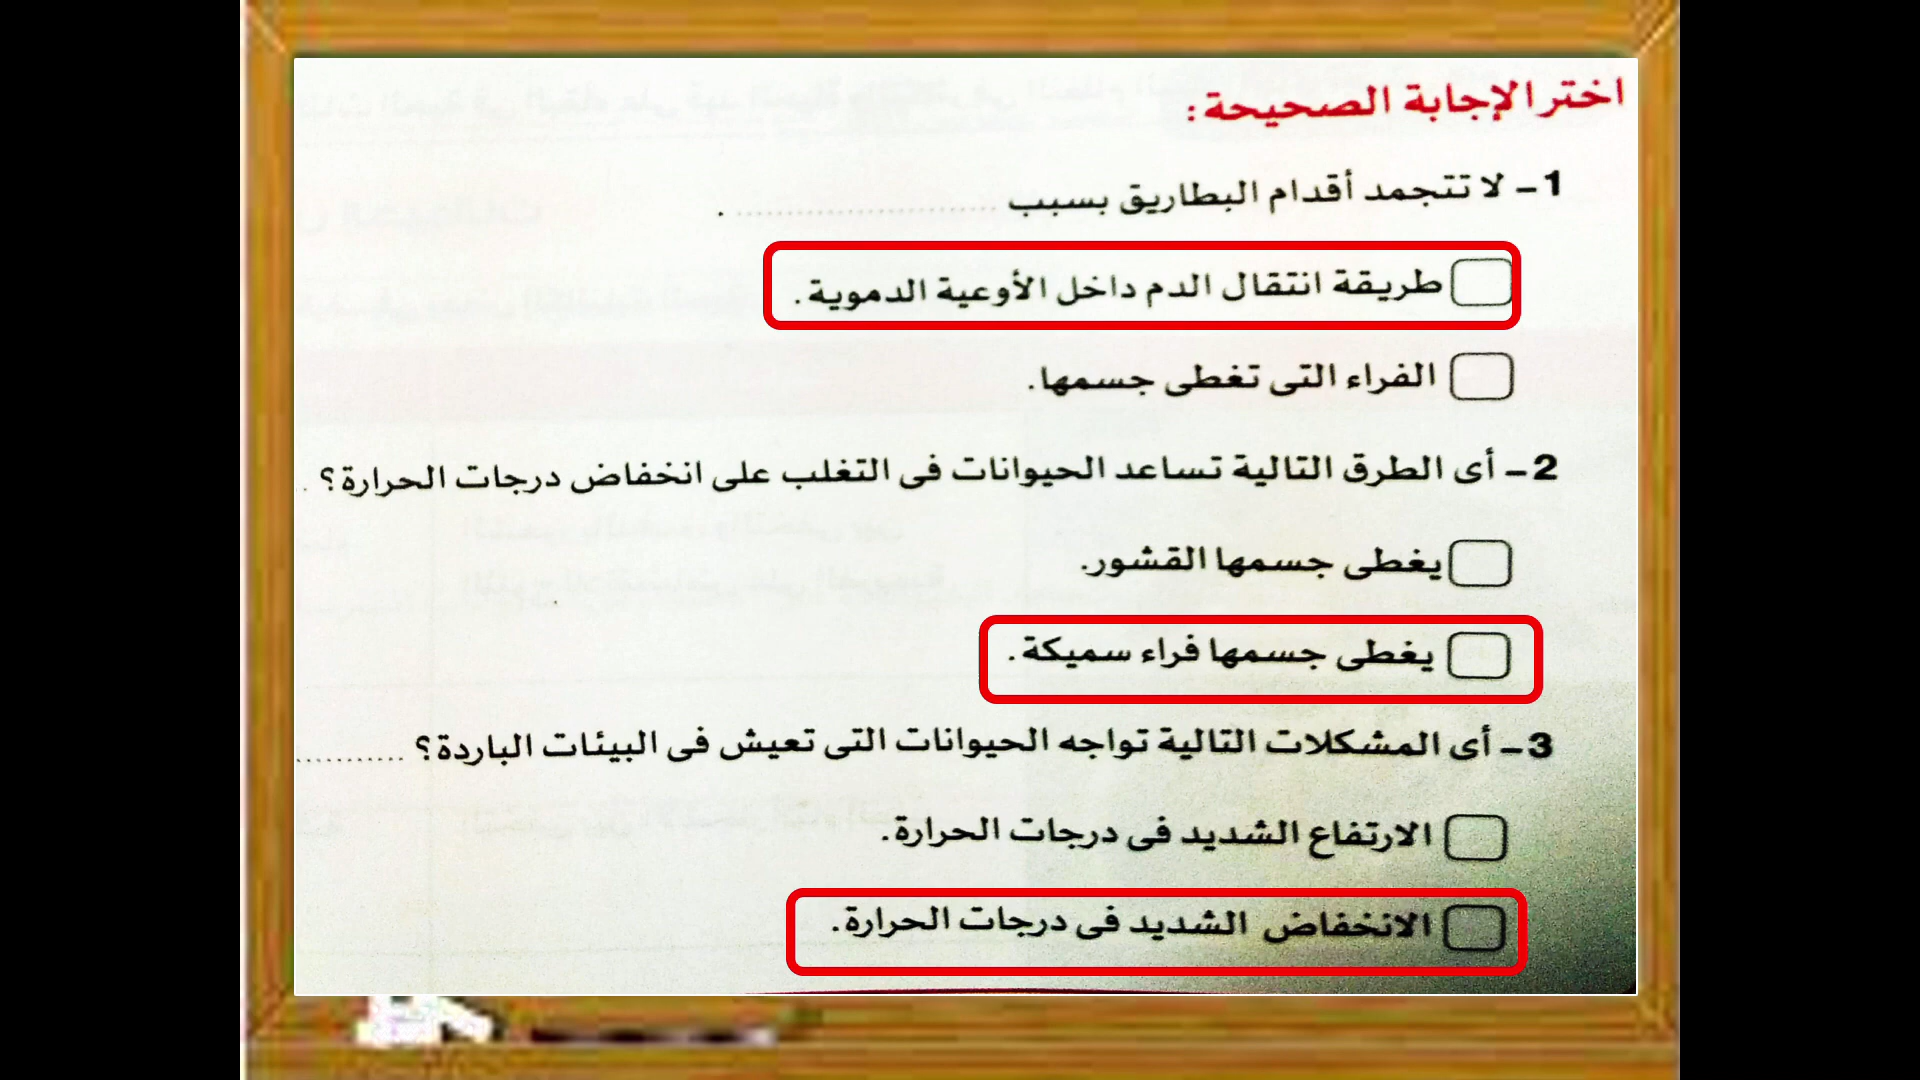 اختر الإجابة الصحيحة :
1 – لا تتجمد أقدام البطاريق بسبب .......................... .
طريقة انتقال الدم داخل الأوعية الدموية .
الفراء التى تغطى جسمها.
2 – أى الطرق التالية تساعد الحيوانات فى التغلب على انخفاض درجات الحرارة؟ ..
يغطى جسمها القشور.
يغطى جسمها فراء سميكة .
3 – أى المشكلات التالية تواجه الحيوانات التى تعيش فى البيئات الباردة؟ ...........
الارتفاع الشديد فى درجات الحرارة.
الانخفاض الشديد فى درجات الحرارة.